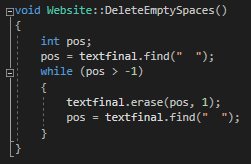 void Website::DeleteEmptySpaces()
{
    int pos;
    pos = textfinal.find("  ");
    while (pos > -1)
    {
        textfinal.erase(pos, 1);
        pos = textfinal.find("  ");
    }
}